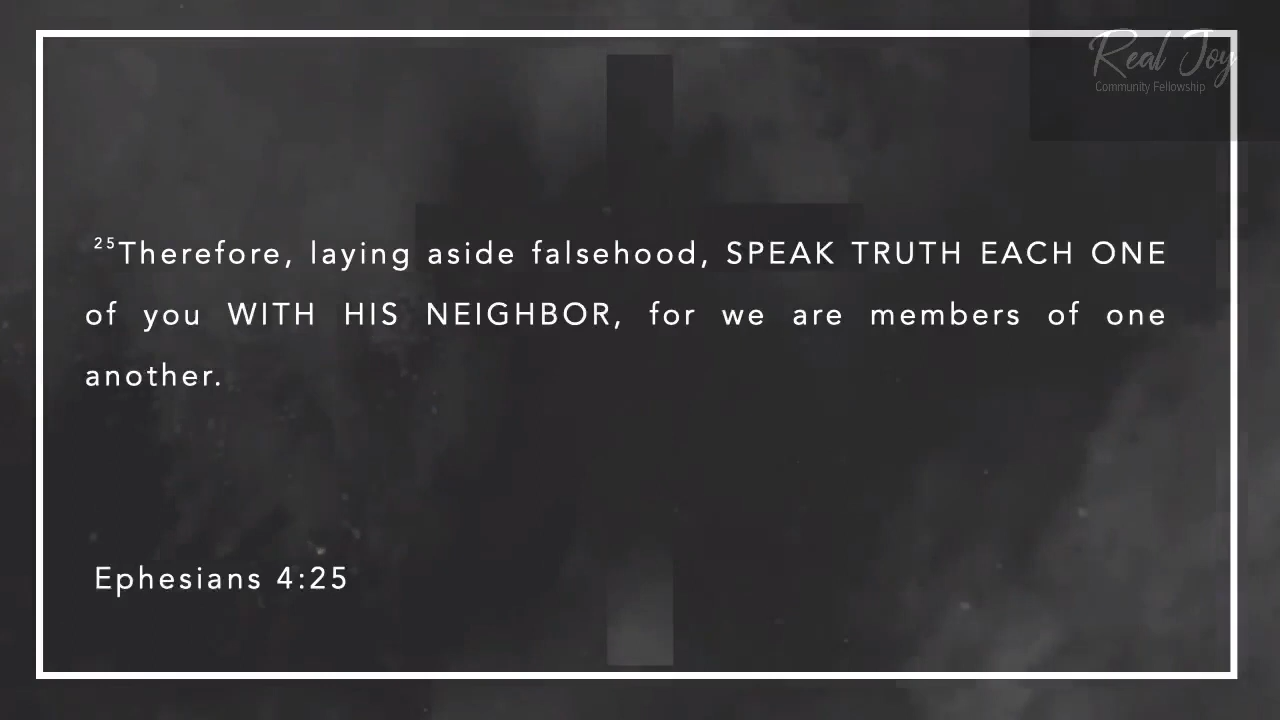 Real Joy
Community Fellowship
²⁵Therefore, laying aside falsehood, SPEAK TRUTH EACH ONE
of you WITH HIS NEIGHBOR, for we are members of one
another.
Ephesians 4:25